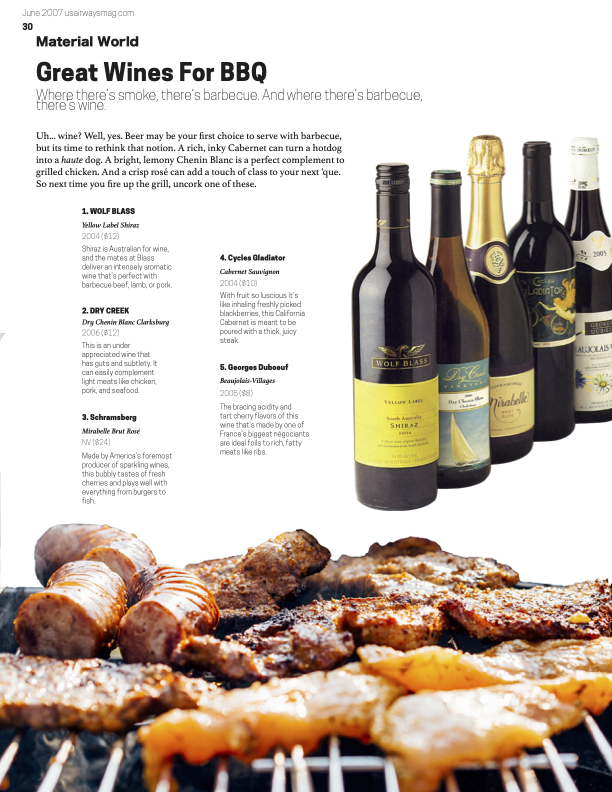 June 2007 usairwaysmag.com
30
Material World
Great Wines For BBQ
Where there's smoke, there's barbecue. And where there's barbecue,
there's wine.
Uh... wine? Well, yes. Beer may be your first choice to serve with barbecue,
but its time to rethink that notion. A rich, inky Cabernet can turn a hotdog
into a haute dog. A bright, lemony Chenin Blanc is a perfect complement to
grilled chicken. And a crisp rosé can add a touch of class to your next 'que.
So next time you fire up the grill, uncork one of these.
1. WOLF BLASS
Yellow Label Shiraz
2004 ($12)
Shiraz is Australian for wine,
and the mates at Blass
deliver an intensely aromatic
wine that's perfect with
barbecue beef, lamb, or pork.
2. DRY CREEK
Dry Chenin Blanc Clarksburg
2006 ($12)
This is an under
appreciated wine that
has guts and subtlety. It
can easily complement
light meats like chicken,
pork, and seafood.
3. Schramsberg
Mirabelle Brut Rosé
NV ($24)
Made by America's foremost
producer of sparkling wines,
this bubbly tastes of fresh
cherries and plays well with
everything from burgers to
fish.
4. Cycles Gladiator
Cabernet Sauvignon
2004 ($10)
With fruit so luscious it's
like inhaling freshly picked
blackberries, this California
Cabernet is meant to be
poured with a thick, juicy
steak.
5. Georges Duboeuf
Beaujolais-Villages
2005 ($8)
The bracing acidity and
tart cherry flavors of this
wine that's made by one of
France's biggest négociants
are ideal foils to rich, fatty
meats like ribs.
WOLF BLASS
YELLOW LABEL
South Australia
SHIRAZ
2004
Dry Creek
VINEYARD
Dry Chenin Blanc
Mirabelle
BRUT
Cycles
GLADIATOR
2005
GEORGES